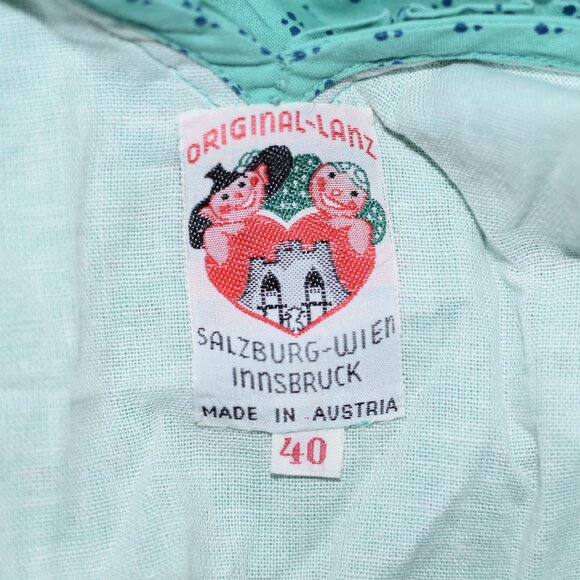 ORIGINAL-LANZ
SALZBURG-WIEN
INNSBRUCK
MADE IN AUSTRIA
40